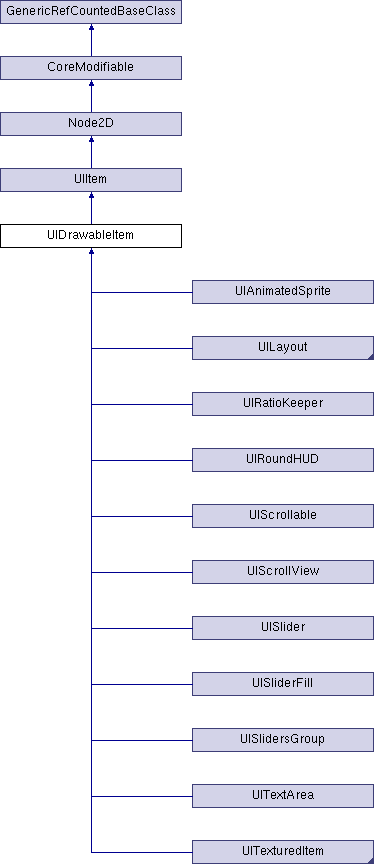 GenericRefCountedBaseClass
CoreModifiable
Node2D
UIItem
UIDrawableItem
UIAnimatedSprite
UILayout
UIRatioKeeper
UIRoundHUD
UIScrollable
UIScrollView
UISlider
UISliderFill
UISlidersGroup
UITextArea
UITexturedItem